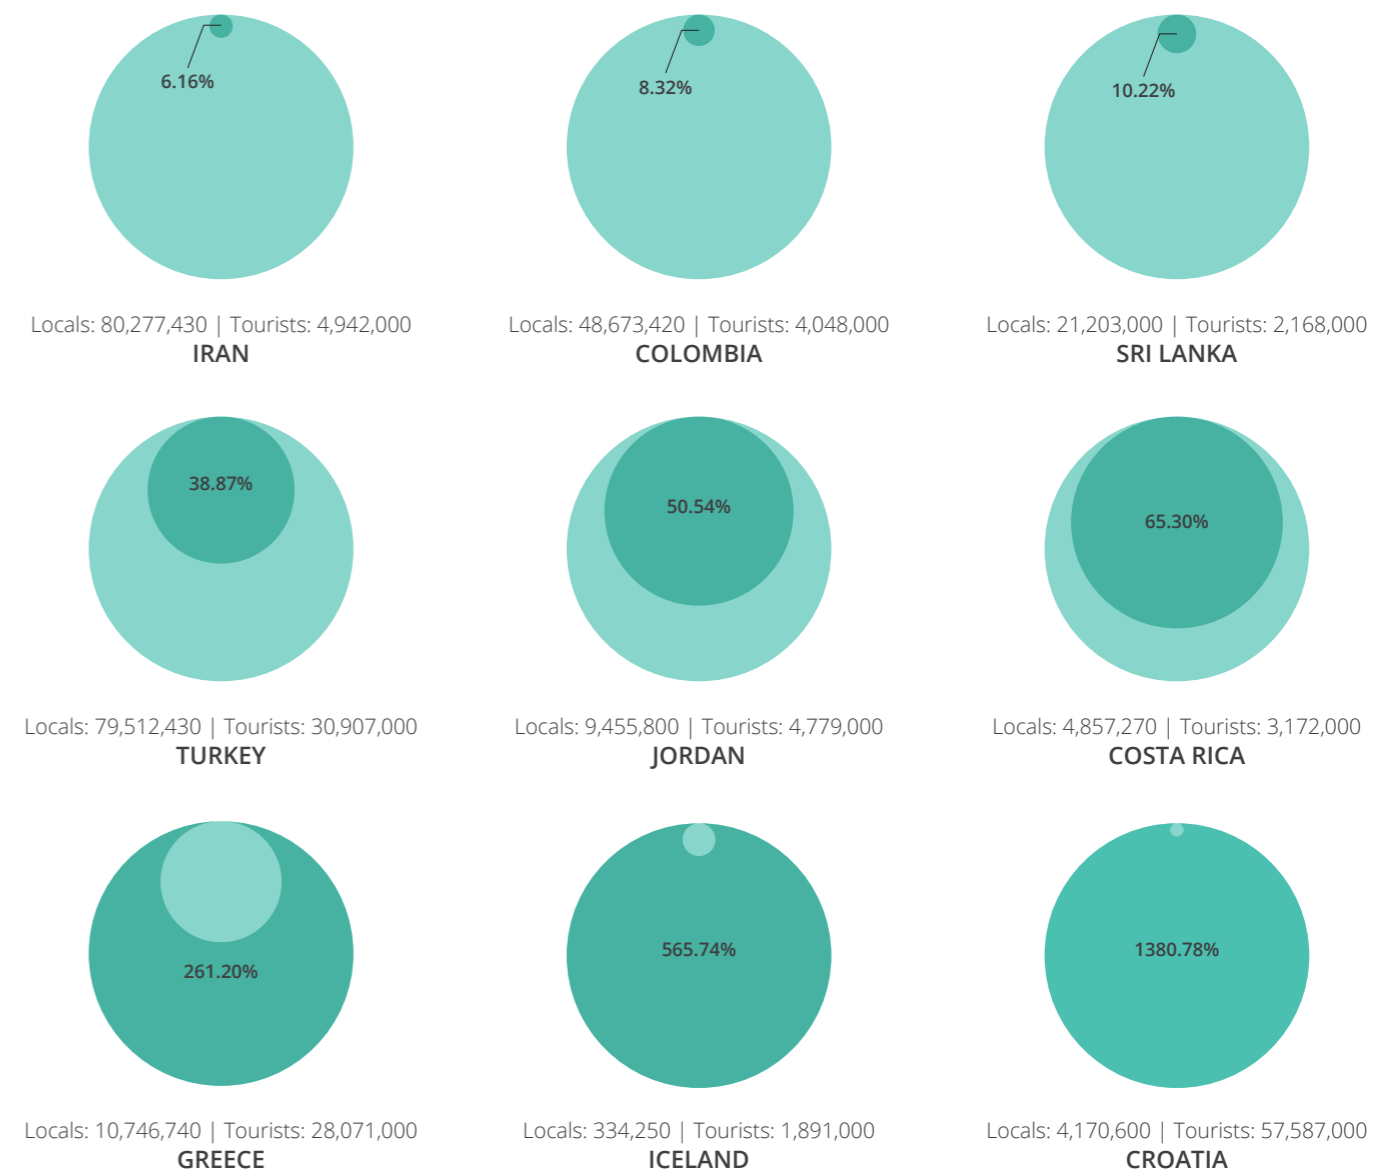 6.16%
8.32%
10.22%
Locals: 80,277,430 | Tourists: 4,942,000
IRAN
Locals: 48,673,420 | Tourists: 4,048,000
COLOMBIA
Locals: 21,203,000 | Tourists: 2,168,000
SRI LANKA
38.87%
50.54%
65.30%
Locals: 79,512,430 | Tourists: 30,907,000
TURKEY
Locals: 9,455,800 | Tourists: 4,779,000
JORDAN
Locals: 4,857,270 | Tourists: 3,172,000
COSTA RICA
261.20%
565.74%
1380.78%
Locals: 10,746,740 | Tourists: 28,071,000
GREECE
Locals: 334,250 | Tourists: 1,891,000
ICELAND
Locals: 4,170,600 | Tourists: 57,587,000
CROATIA